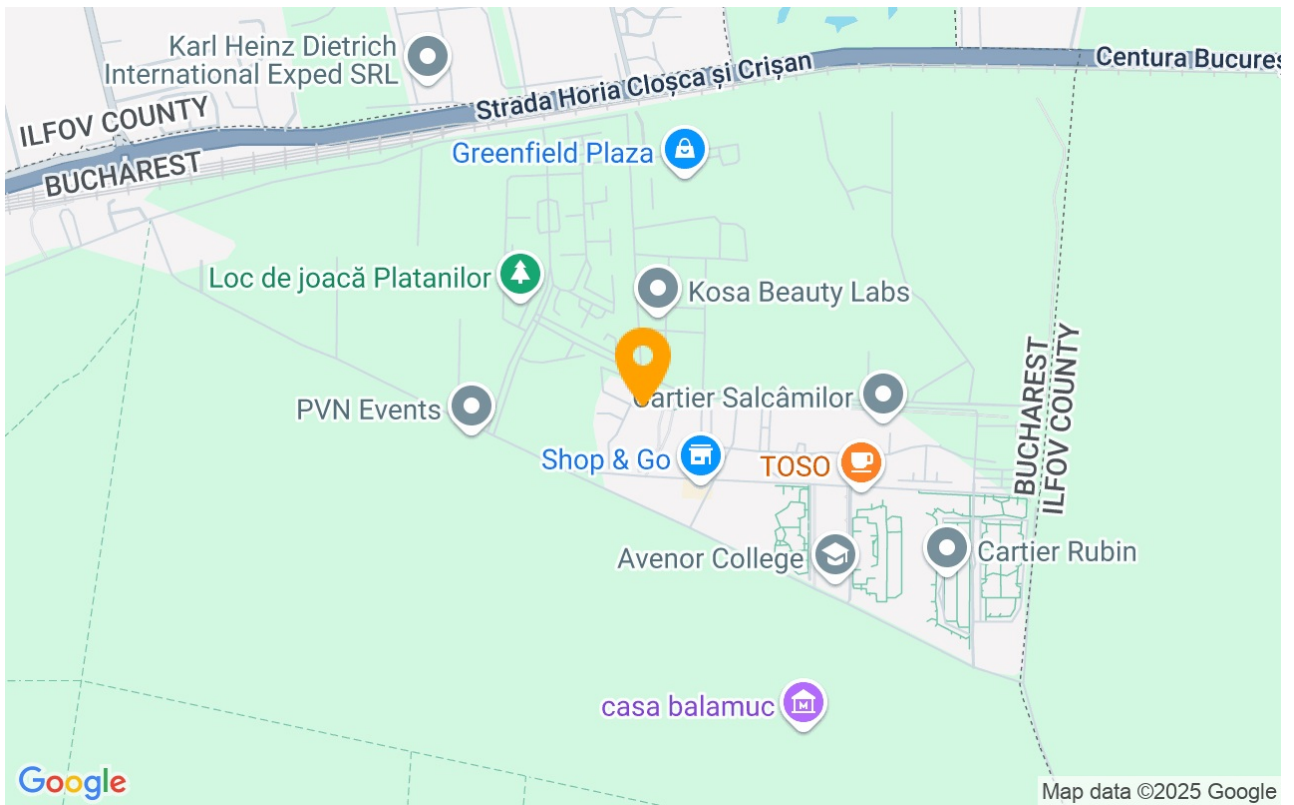 Karl Heinz Dietrich
International Exped SRL
Strada Horia Cloșca și Crișan
Centura Bucureș
ILFOV COUNTY
BUCHAREST
Greenfield Plaza
Loc de joacă Platanilor
Kosa Beauty Labs
PVN Events
Cartier Salcâmilor
BUCHAREST
ILFOV COUNTY
Shop & Go
TOSO
Avenor College
Cartier Rubin
casa balamuc
Google
Map data ©2025 Google